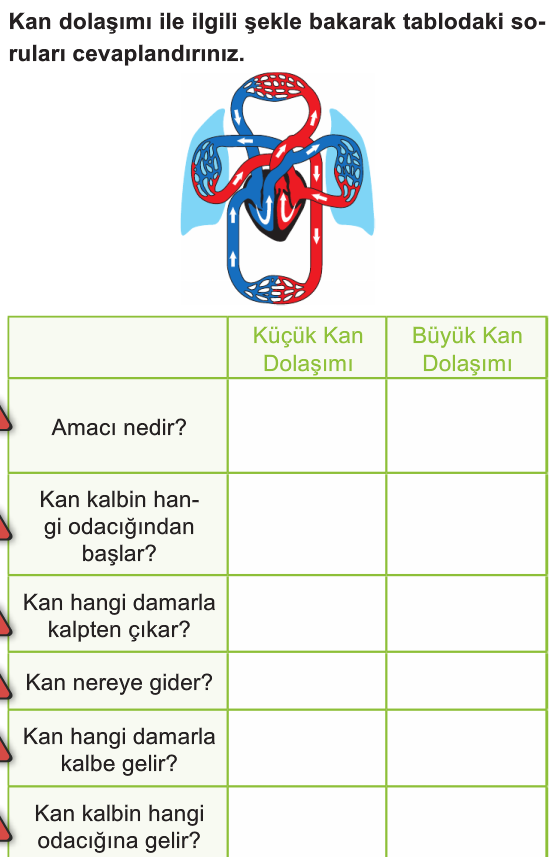 Kan dolaşımı ile ilgili şekle bakarak tablodaki so-
ruları cevaplandırınız.
Küçük Kan
Dolaşımı
Büyük Kan
Dolaşımı
Amacı nedir?
Kan kalbin han-
gi odacığından
başlar?
Kan hangi damarla
kalpten çıkar?
Kan nereye gider?
Kan hangi damarla
kalbe gelir?
Kan kalbin hangi
odacığına gelir?